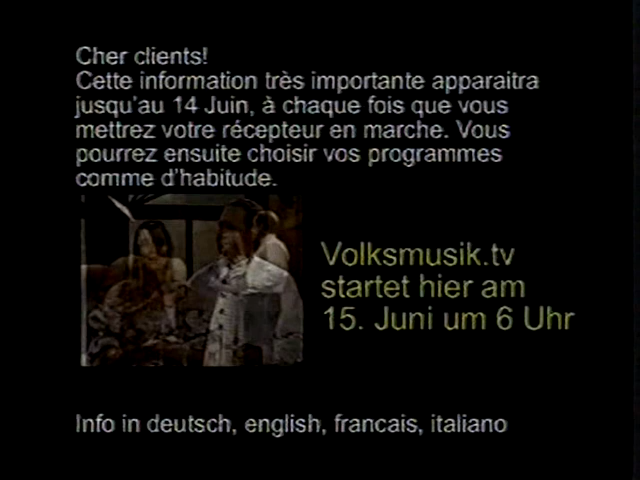 Cher clients!
Cette information très importante apparaitra
jusqu'au 14 Juin, à chaque fois que vous
mettrez votre récepteur en marche. Vous
pourrez ensuite choisir vos programmes
comme d'habitude.
Volksmusik.tv
startet hier am
15. Juni um 6 Uhr
Info in deutsch, english, francais, italiano